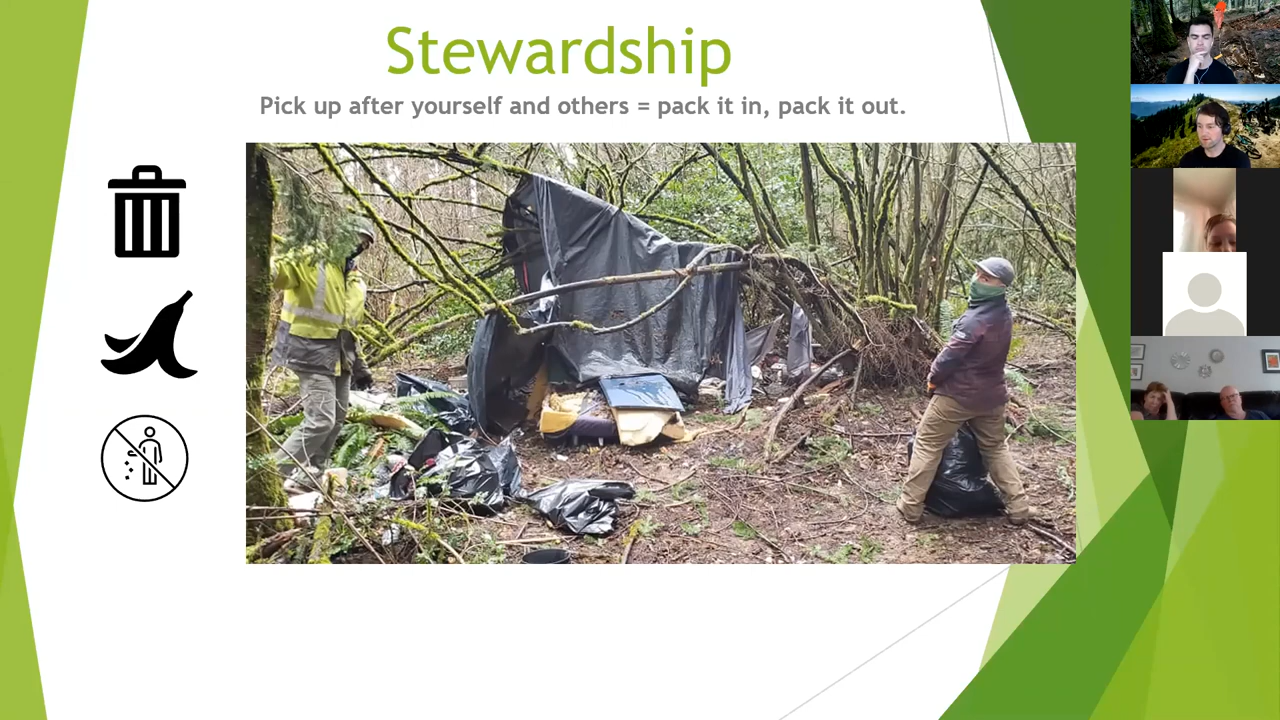 Stewardship
Pick up after yourself and others = pack it in, pack it out.